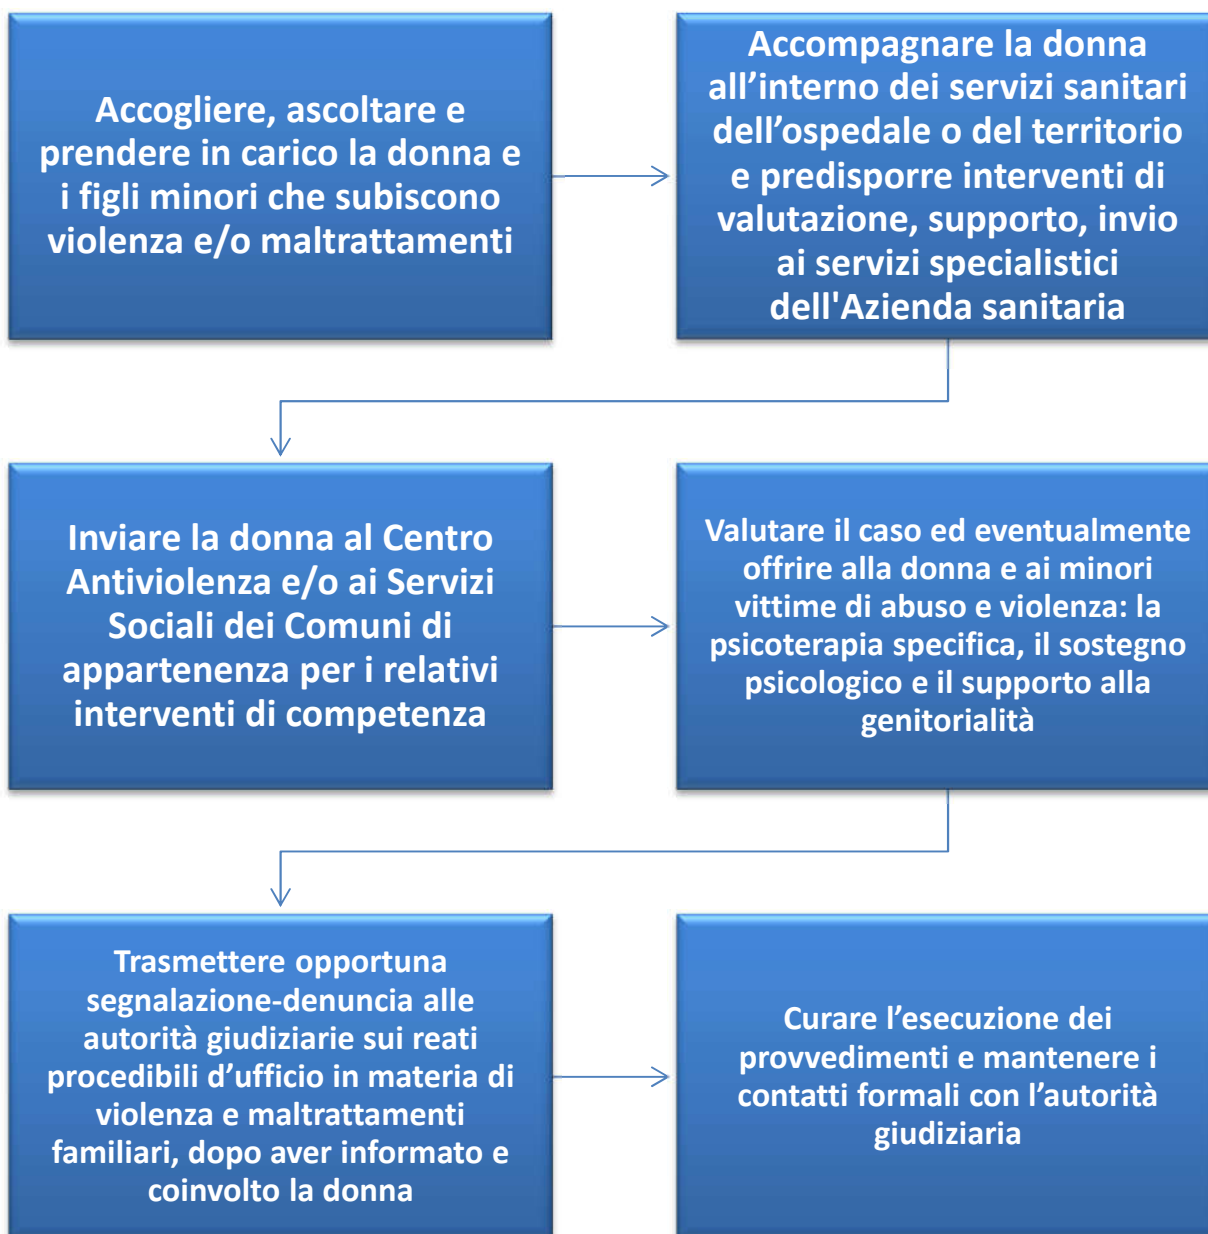 Accogliere, ascoltare e
prendere in carico la donna e
i figli minori che subiscono
violenza e/o maltrattamenti
Accompagnare la donna
all’interno dei servizi sanitari
dell’ospedale o del territorio
e predisporre interventi di
valutazione, supporto, invio
ai servizi specialistici
dell'Azienda sanitaria
Inviare la donna al Centro
Antiviolenza e/o ai Servizi
Sociali dei Comuni di
appartenenza per i relativi
interventi di competenza
Valutare il caso ed eventualmente
offrire alla donna e ai minori
vittime di abuso e violenza: la
psicoterapia specifica, il sostegno
psicologico e il supporto alla
genitorialità
Trasmettere opportuna
segnalazione-denuncia alle
autorità giudiziarie sui reati
procedibili d’ufficio in materia di
violenza e maltrattamenti
familiari, dopo aver informato e
coinvolto la donna
Curare l’esecuzione dei
provvedimenti e mantenere i
contatti formali con l’autorità
giudiziaria